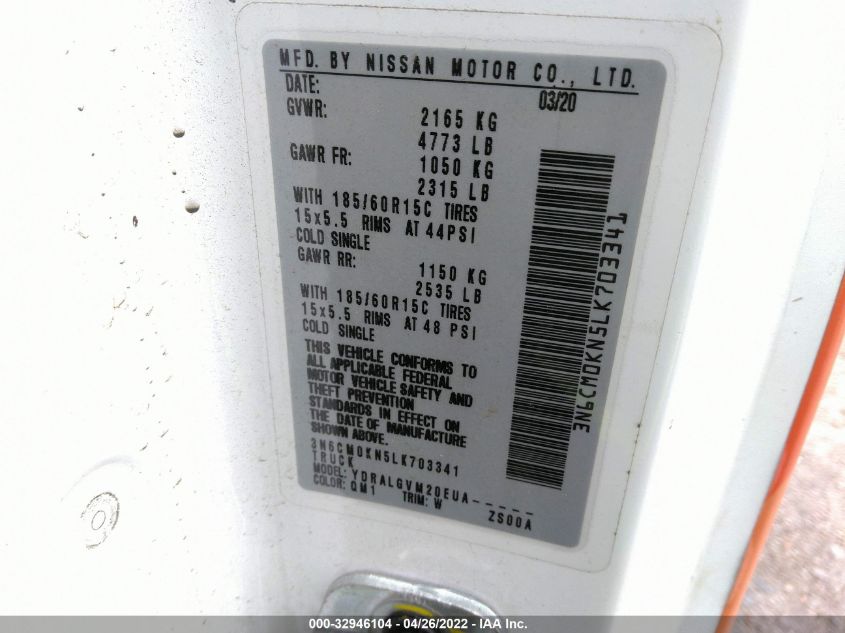 MFD. BY NISSAN MOTOR CO., LTD.
DATE: 03/20
GVWR: 2165 KG
4773 LB
GAWR FR: 1050 KG
2315 LB
WITH 185/60R15C TIRES
15x5.5 RIMS AT 44PSI
COLD SINGLE
GAWR RR: 1150 KG
2535 LB
WITH 185/60R15C TIRES
15x5.5 RIMS AT 48 PSI
COLD SINGLE
THIS VEHICLE CONFORMS TO
ALL APPLICABLE FEDERAL
MOTOR VEHICLE SAFETY AND
THEFT PREVENTION
STANDARDS IN EFFECT ON
THE DATE OF MANUFACTURE
SHOWN ABOVE.
3N6CM0KN5LK703341
TRUCK
MODEL: YDRALGVM20EUA-----
COLOR: QM1 TRIM: W ZS00A
3N6CM0KN5LK703341
000-32946104 - 04/26/2022 - IAA Inc.